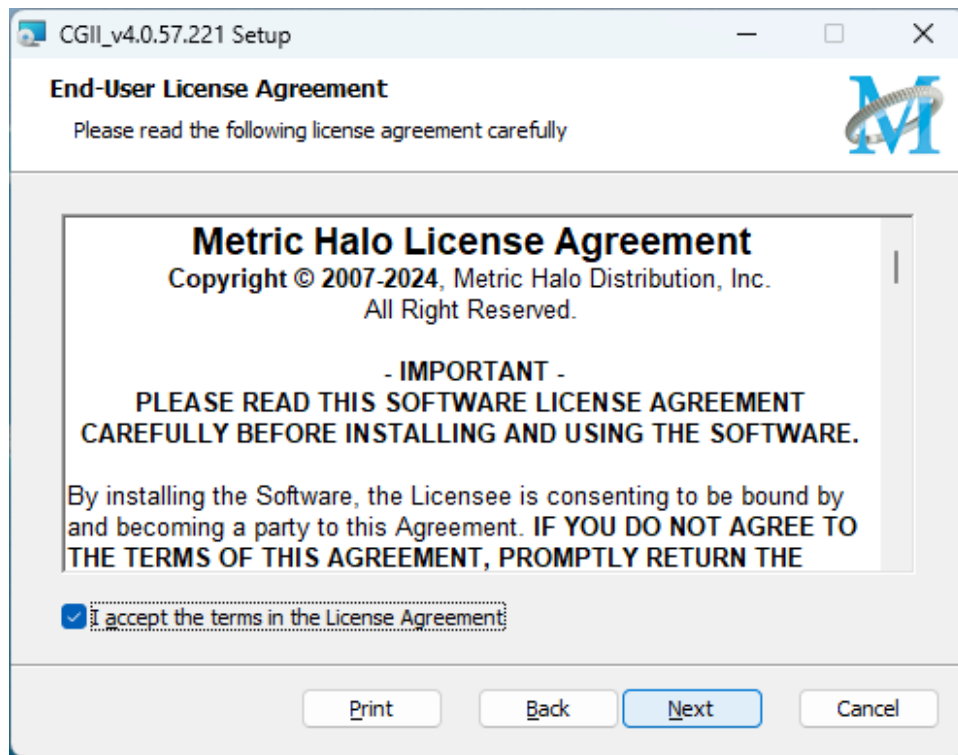 CGII_v4.0.57.221 Setup
End-User License Agreement
Please read the following license agreement carefully
M
Metric Halo License Agreement
Copyright © 2007-2024, Metric Halo Distribution, Inc.
All Right Reserved.
- IMPORTANT -
PLEASE READ THIS SOFTWARE LICENSE AGREEMENT
CAREFULLY BEFORE INSTALLING AND USING THE SOFTWARE.
By installing the Software, the Licensee is consenting to be bound by
and becoming a party to this Agreement. IF YOU DO NOT AGREE TO
THE TERMS OF THIS AGREEMENT, PROMPTLY RETURN THE
I accept the terms in the License Agreement
Print Back Next Cancel